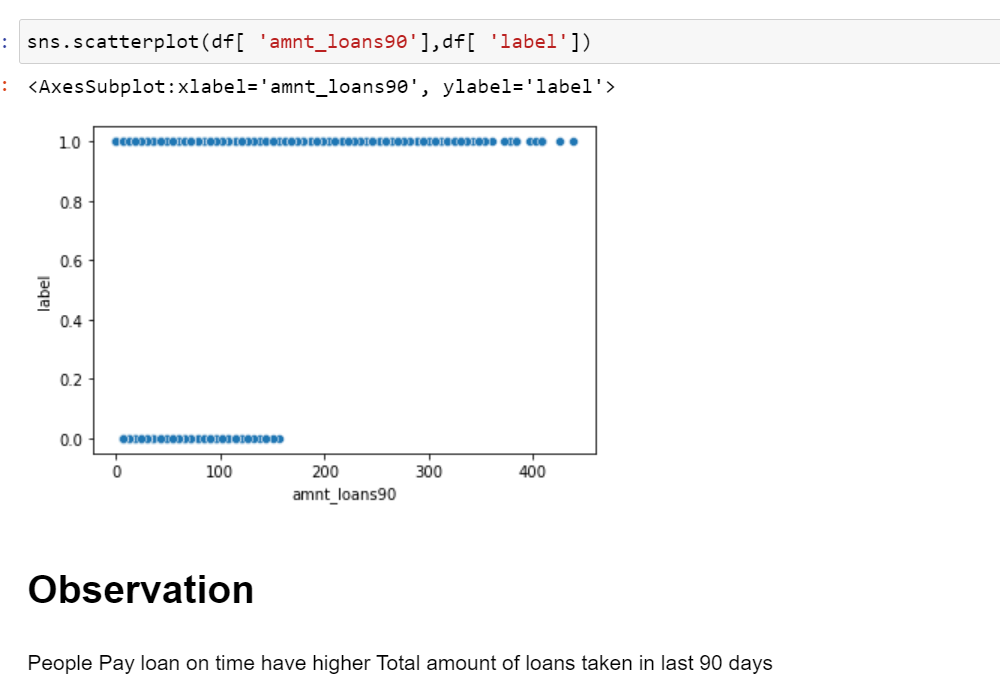 : sns.scatterplot(df[ 'amnt_loans90'],df[ 'label'])
: <AxesSubplot:xlabel='amnt_loans90', ylabel='label'>
1.0
0.8
0.6
label
0.4
0.2
0.0
0 100 200 300 400
amnt_loans90
Observation
People Pay loan on time have higher Total amount of loans taken in last 90 days